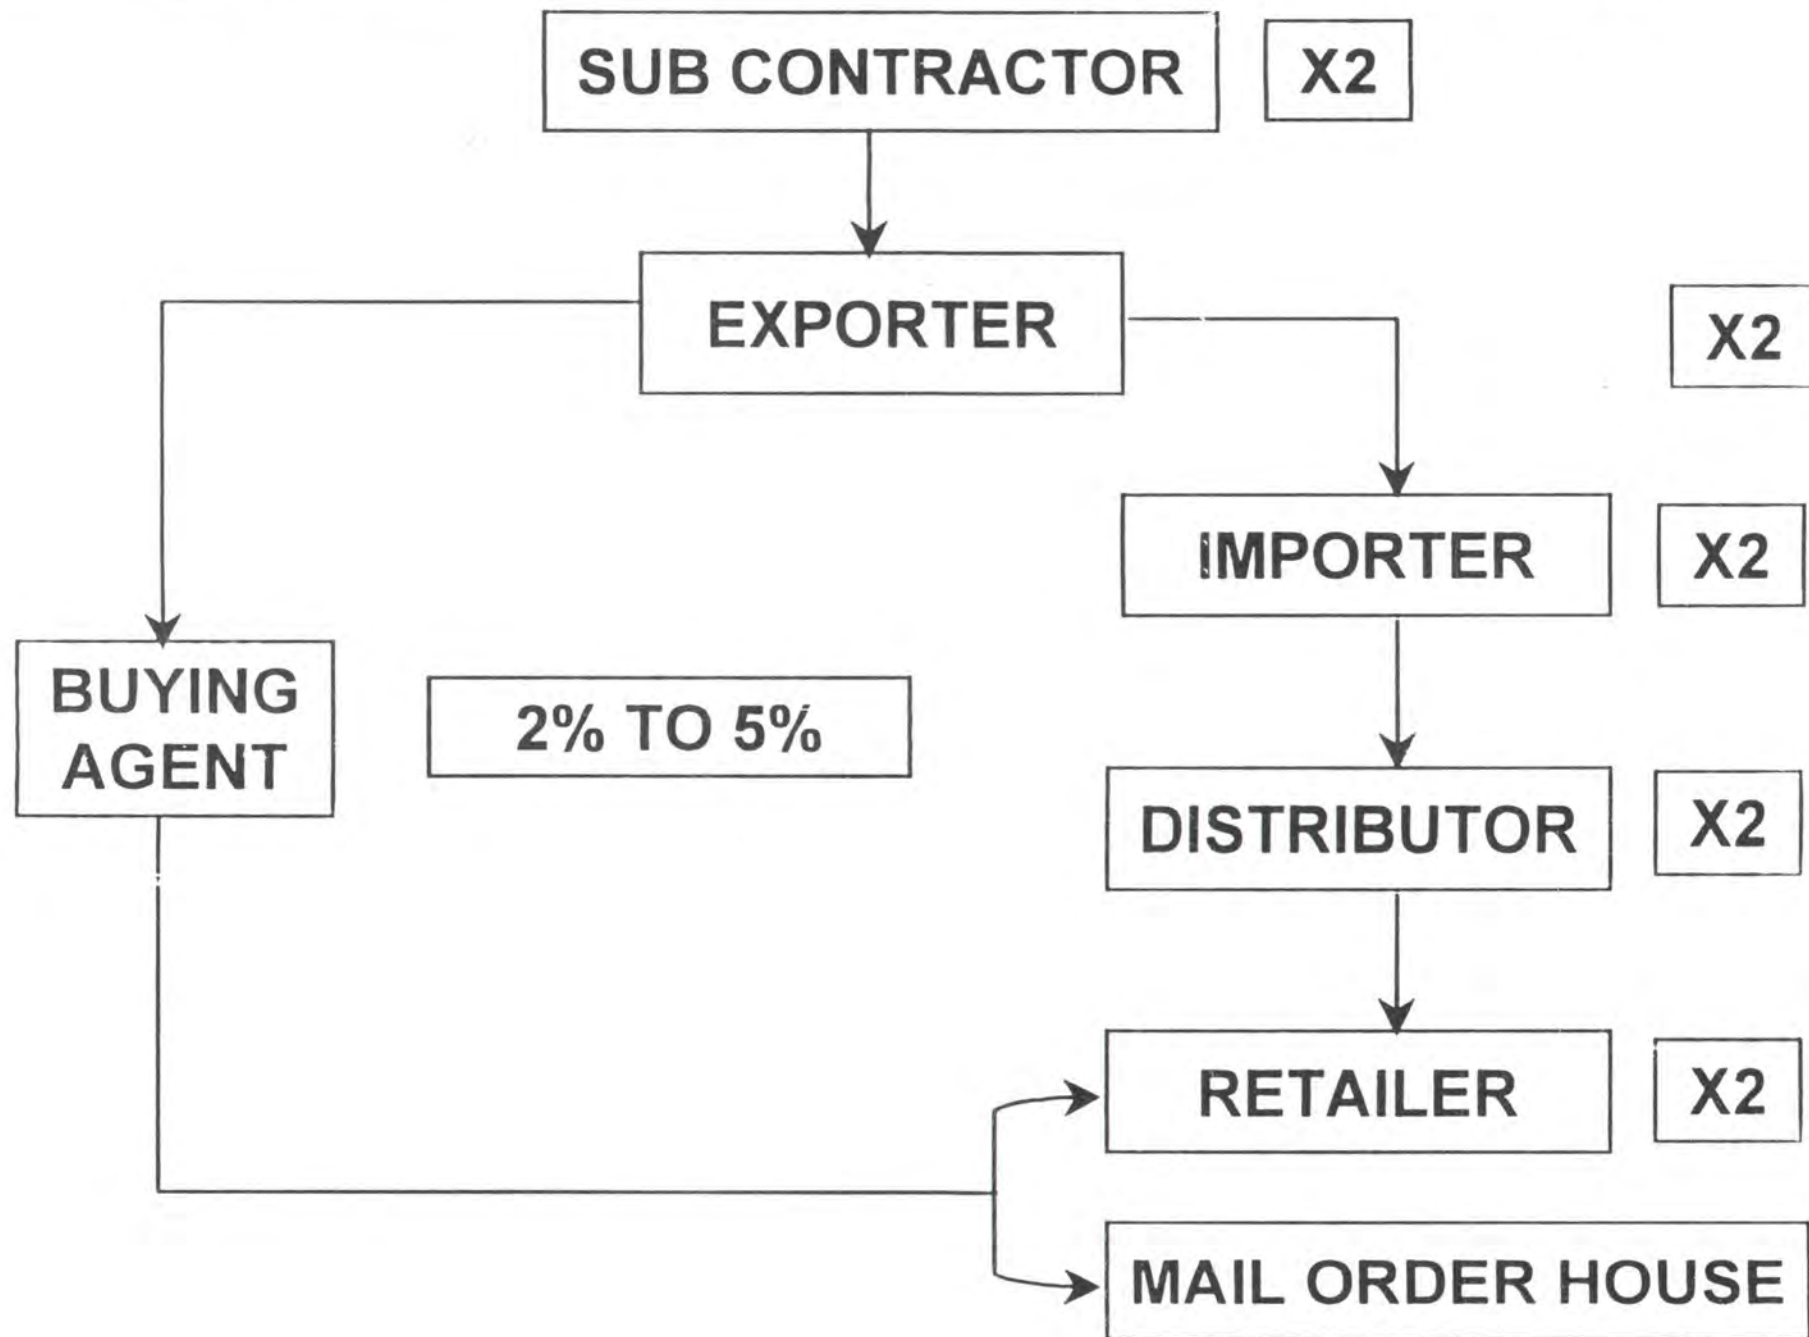 SUB CONTRACTOR
X2
EXPORTER
X2
IMPORTER
X2
BUYING
AGENT
2% TO 5%
DISTRIBUTOR
X2
RETAILER
X2
MAIL ORDER HOUSE